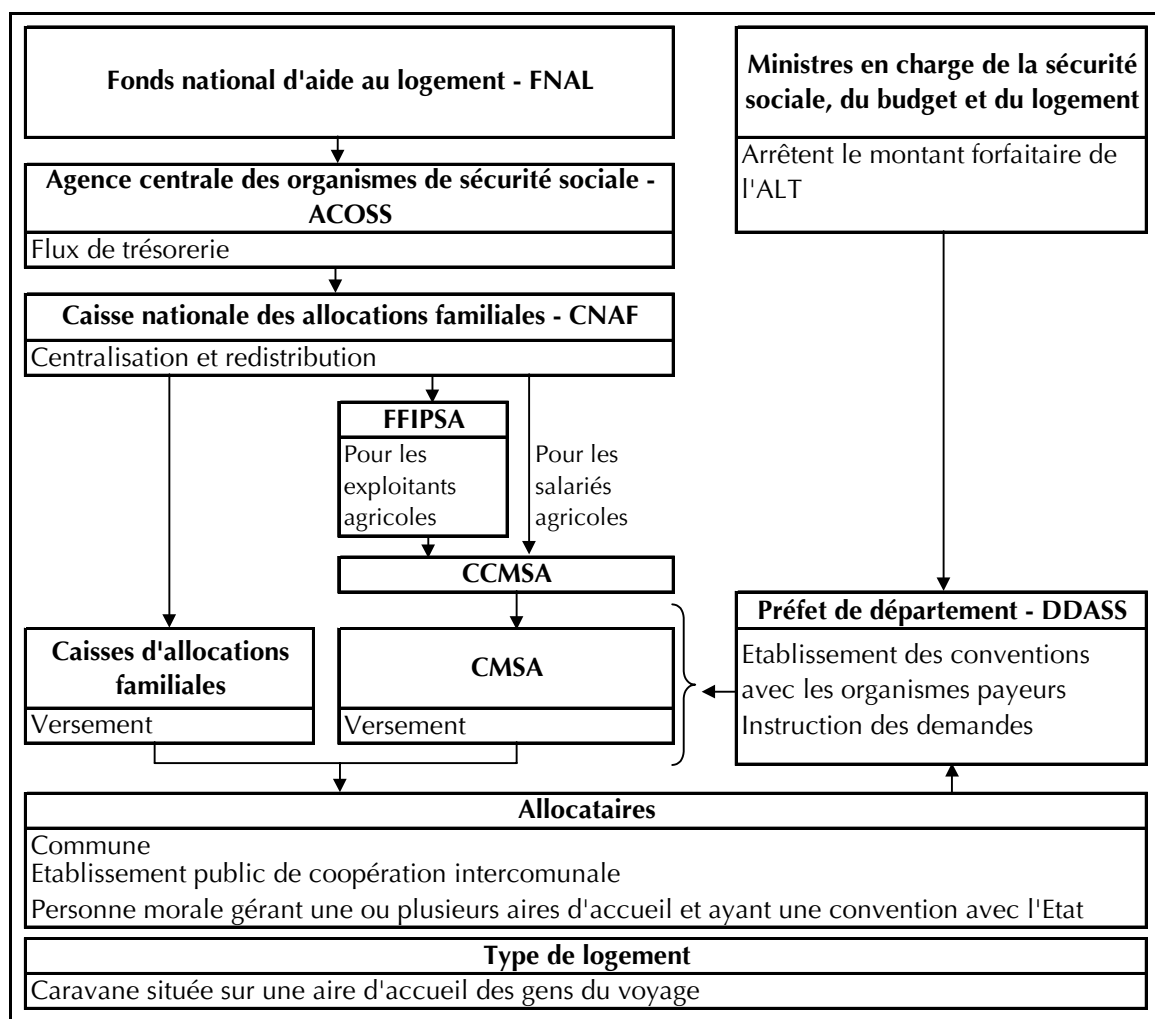 Fonds national d'aide au logement - FNAL
Ministres en charge de la sécurité
sociale, du budget et du logement
Arrêtent le montant forfaitaire de
l'ALT
Agence centrale des organismes de sécurité sociale -
ACOSS
Flux de trésorerie
Caisse nationale des allocations familiales - CNAF
Centralisation et redistribution
FFIPSA
Pour les
exploitants
agricoles
Pour les
salariés
agricoles
CCMSA
Caisses d'allocations
familiales
Versement
CMSA
Versement
Préfet de département - DDASS
Etablissement des conventions
avec les organismes payeurs
Instruction des demandes
Allocataires
Commune
Etablissement public de coopération intercomunale
Personne morale gérant une ou plusieurs aires d'accueil et ayant une convention avec l'Etat
Type de logement
Caravane située sur une aire d'accueil des gens du voyage